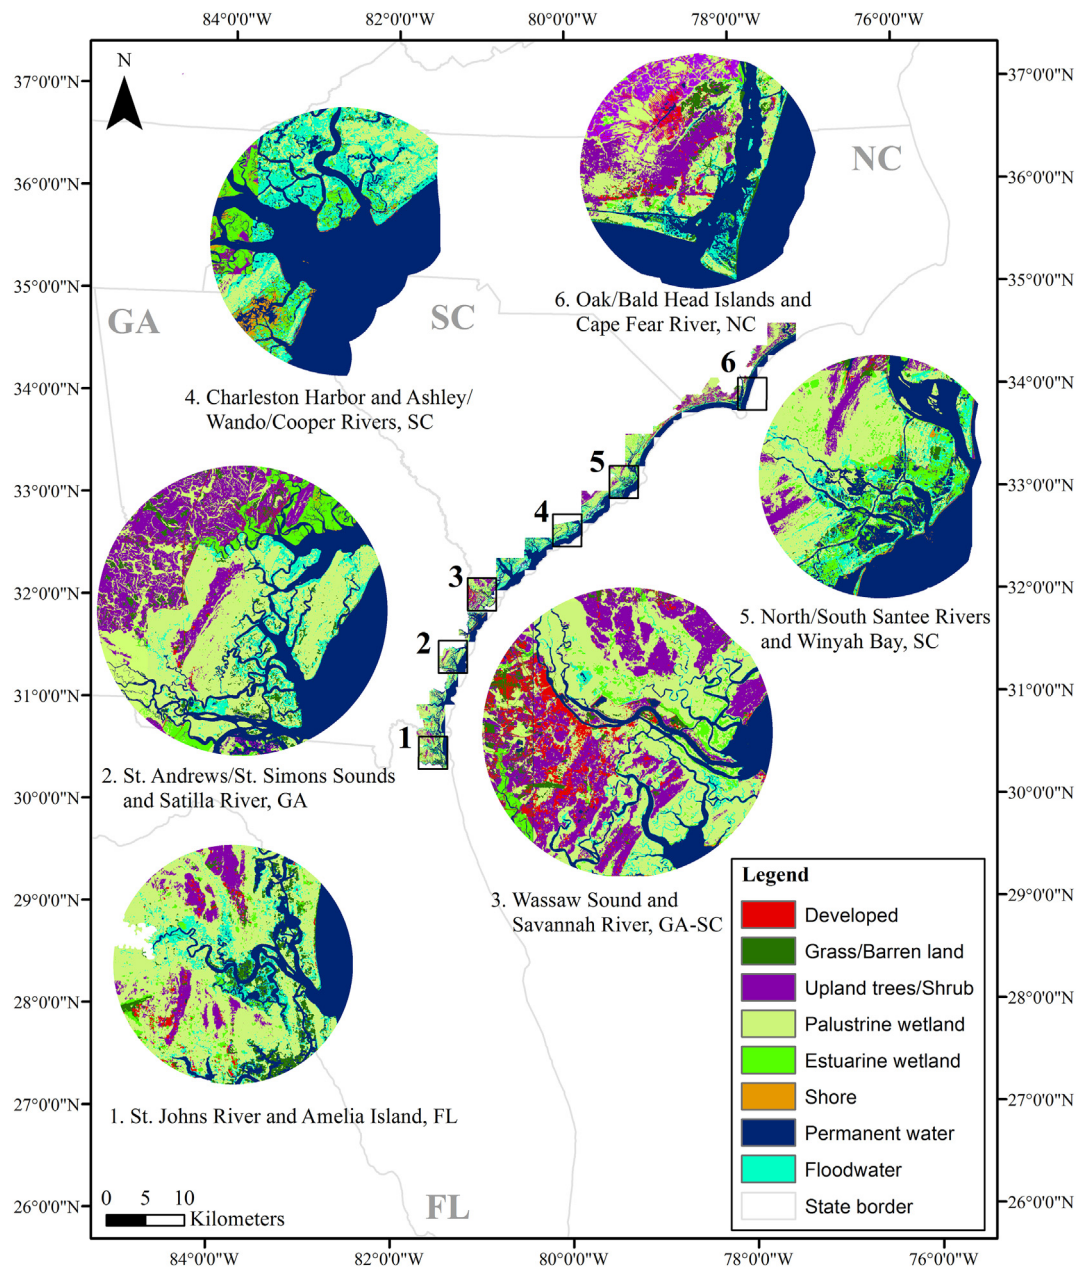 84°0'0"W
82°0'0"W
80°0'0"W
78°0'0"W
76°0'0"W
N
37°0'0"N
37°0'0"N
NC
36°0'0"N
36°0'0"N
35°0'0"N
35°0'0"N
GA
SC
6. Oak/Bald Head Islands and
Cape Fear River, NC
34°0'0"N
34°0'0"N
4. Charleston Harbor and Ashley/
Wando/Cooper Rivers, SC
6
5
33°0'0"N
33°0'0"N
4
3
32°0'0"N
32°0'0"N
5. North/South Santee Rivers
and Winyah Bay, SC
2
31°0'0"N
31°0'0"N
1
2. St. Andrews/St. Simons Sounds
and Satilla River, GA
30°0'0"N
30°0'0"N
3. Wassaw Sound and
Savannah River, GA-SC
29°0'0"N
29°0'0"N
28°0'0"N
28°0'0"N
27°0'0"N
27°0'0"N
1. St. Johns River and Amelia Island, FL
Legend
Developed
Grass/Barren land
Upland trees/Shrub
Palustrine wetland
Estuarine wetland
Shore
Permanent water
Floodwater
State border
0 5 10
Kilometers
FL
26°0'0"N
26°0'0"N
84°0'0"W
82°0'0"W
80°0'0"W
78°0'0"W
76°0'0"W